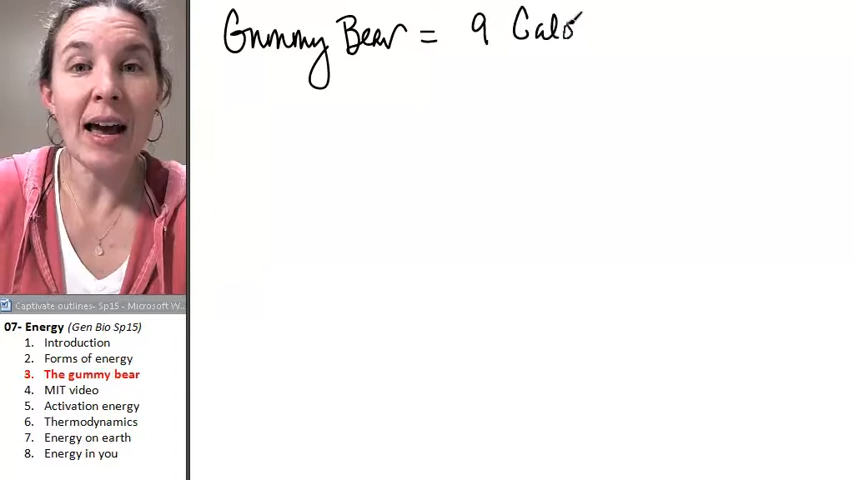 Gummy Bear = 9 Calo
Captivate outlines- Sp15 - Microsoft W...
07- Energy (Gen Bio Sp15)
1. Introduction
2. Forms of energy
3. The gummy bear
4. MIT video
5. Activation energy
6. Thermodynamics
7. Energy on earth
8. Energy in you